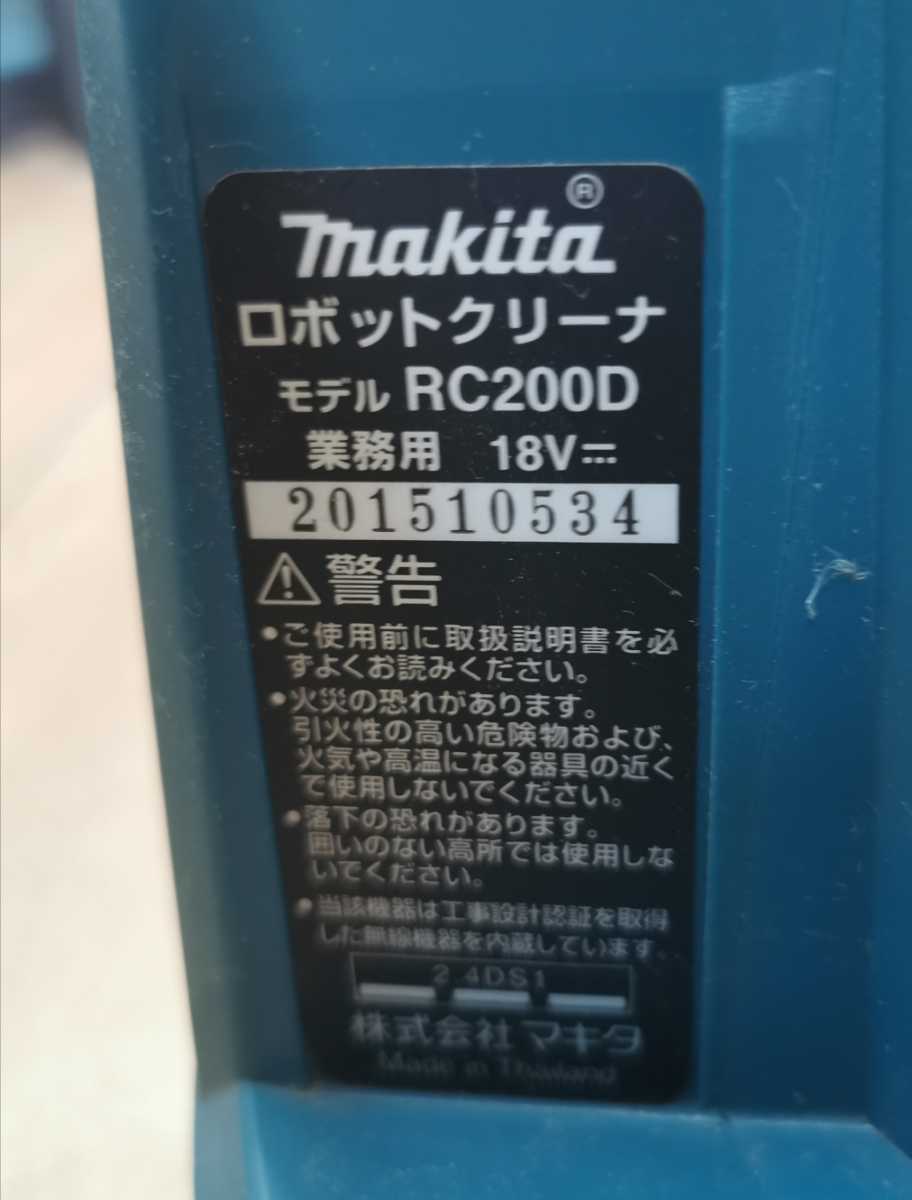 makita®
ロボットクリーナ
モデル RC200D
業務用 18V⎓
201510534
⚠警告
•ご使用前に取扱説明書を必
ずよくお読みください。
•火災の恐れがあります。
引火性の高い危険物および、
火気や高温になる器具の近く
で使用しないでください。
•落下の恐れがあります。
囲いのない高所では使用しな
いでください。
•当該機器は工事設計認証を取得
した無線機器を内蔵しています。
2.4DS1
株式会社マキタ
Made in Thailand